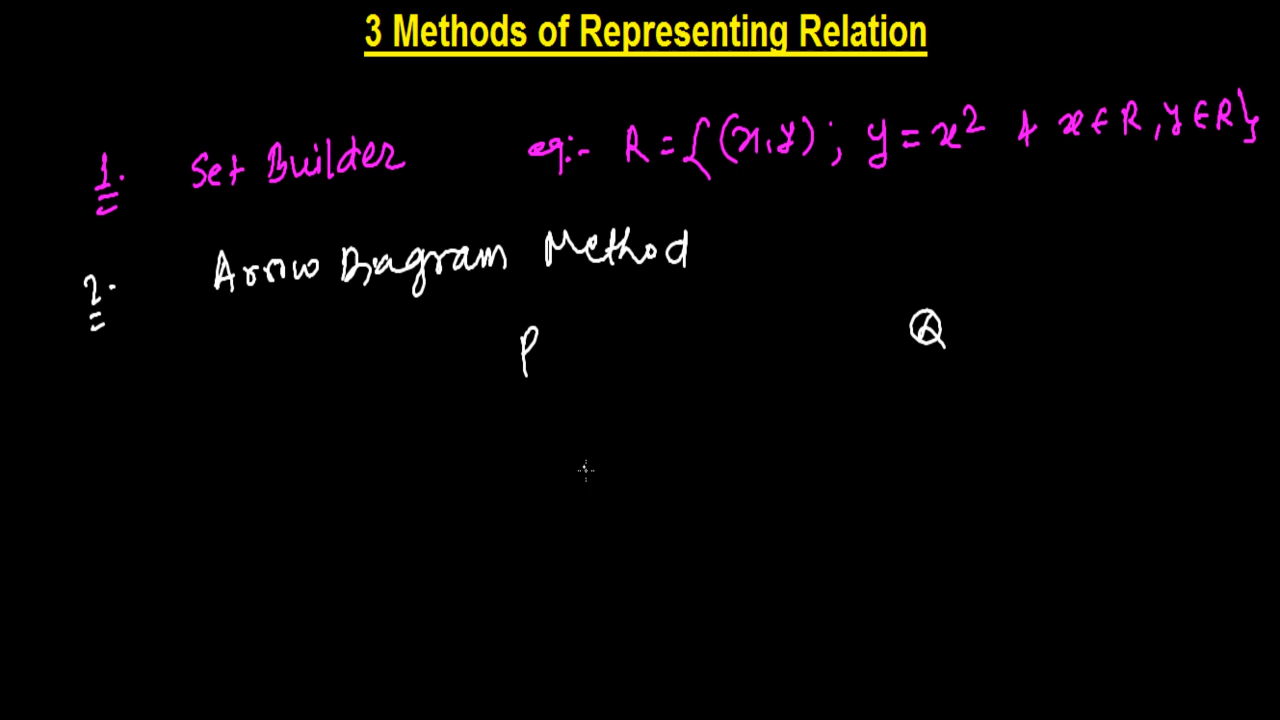 3 Methods of Representing Relation
1. Set Builder eg:- R = {(x,y) ; y = x² & x ∈ R, y ∈ R}
2. Arrow Diagram Method
P Q